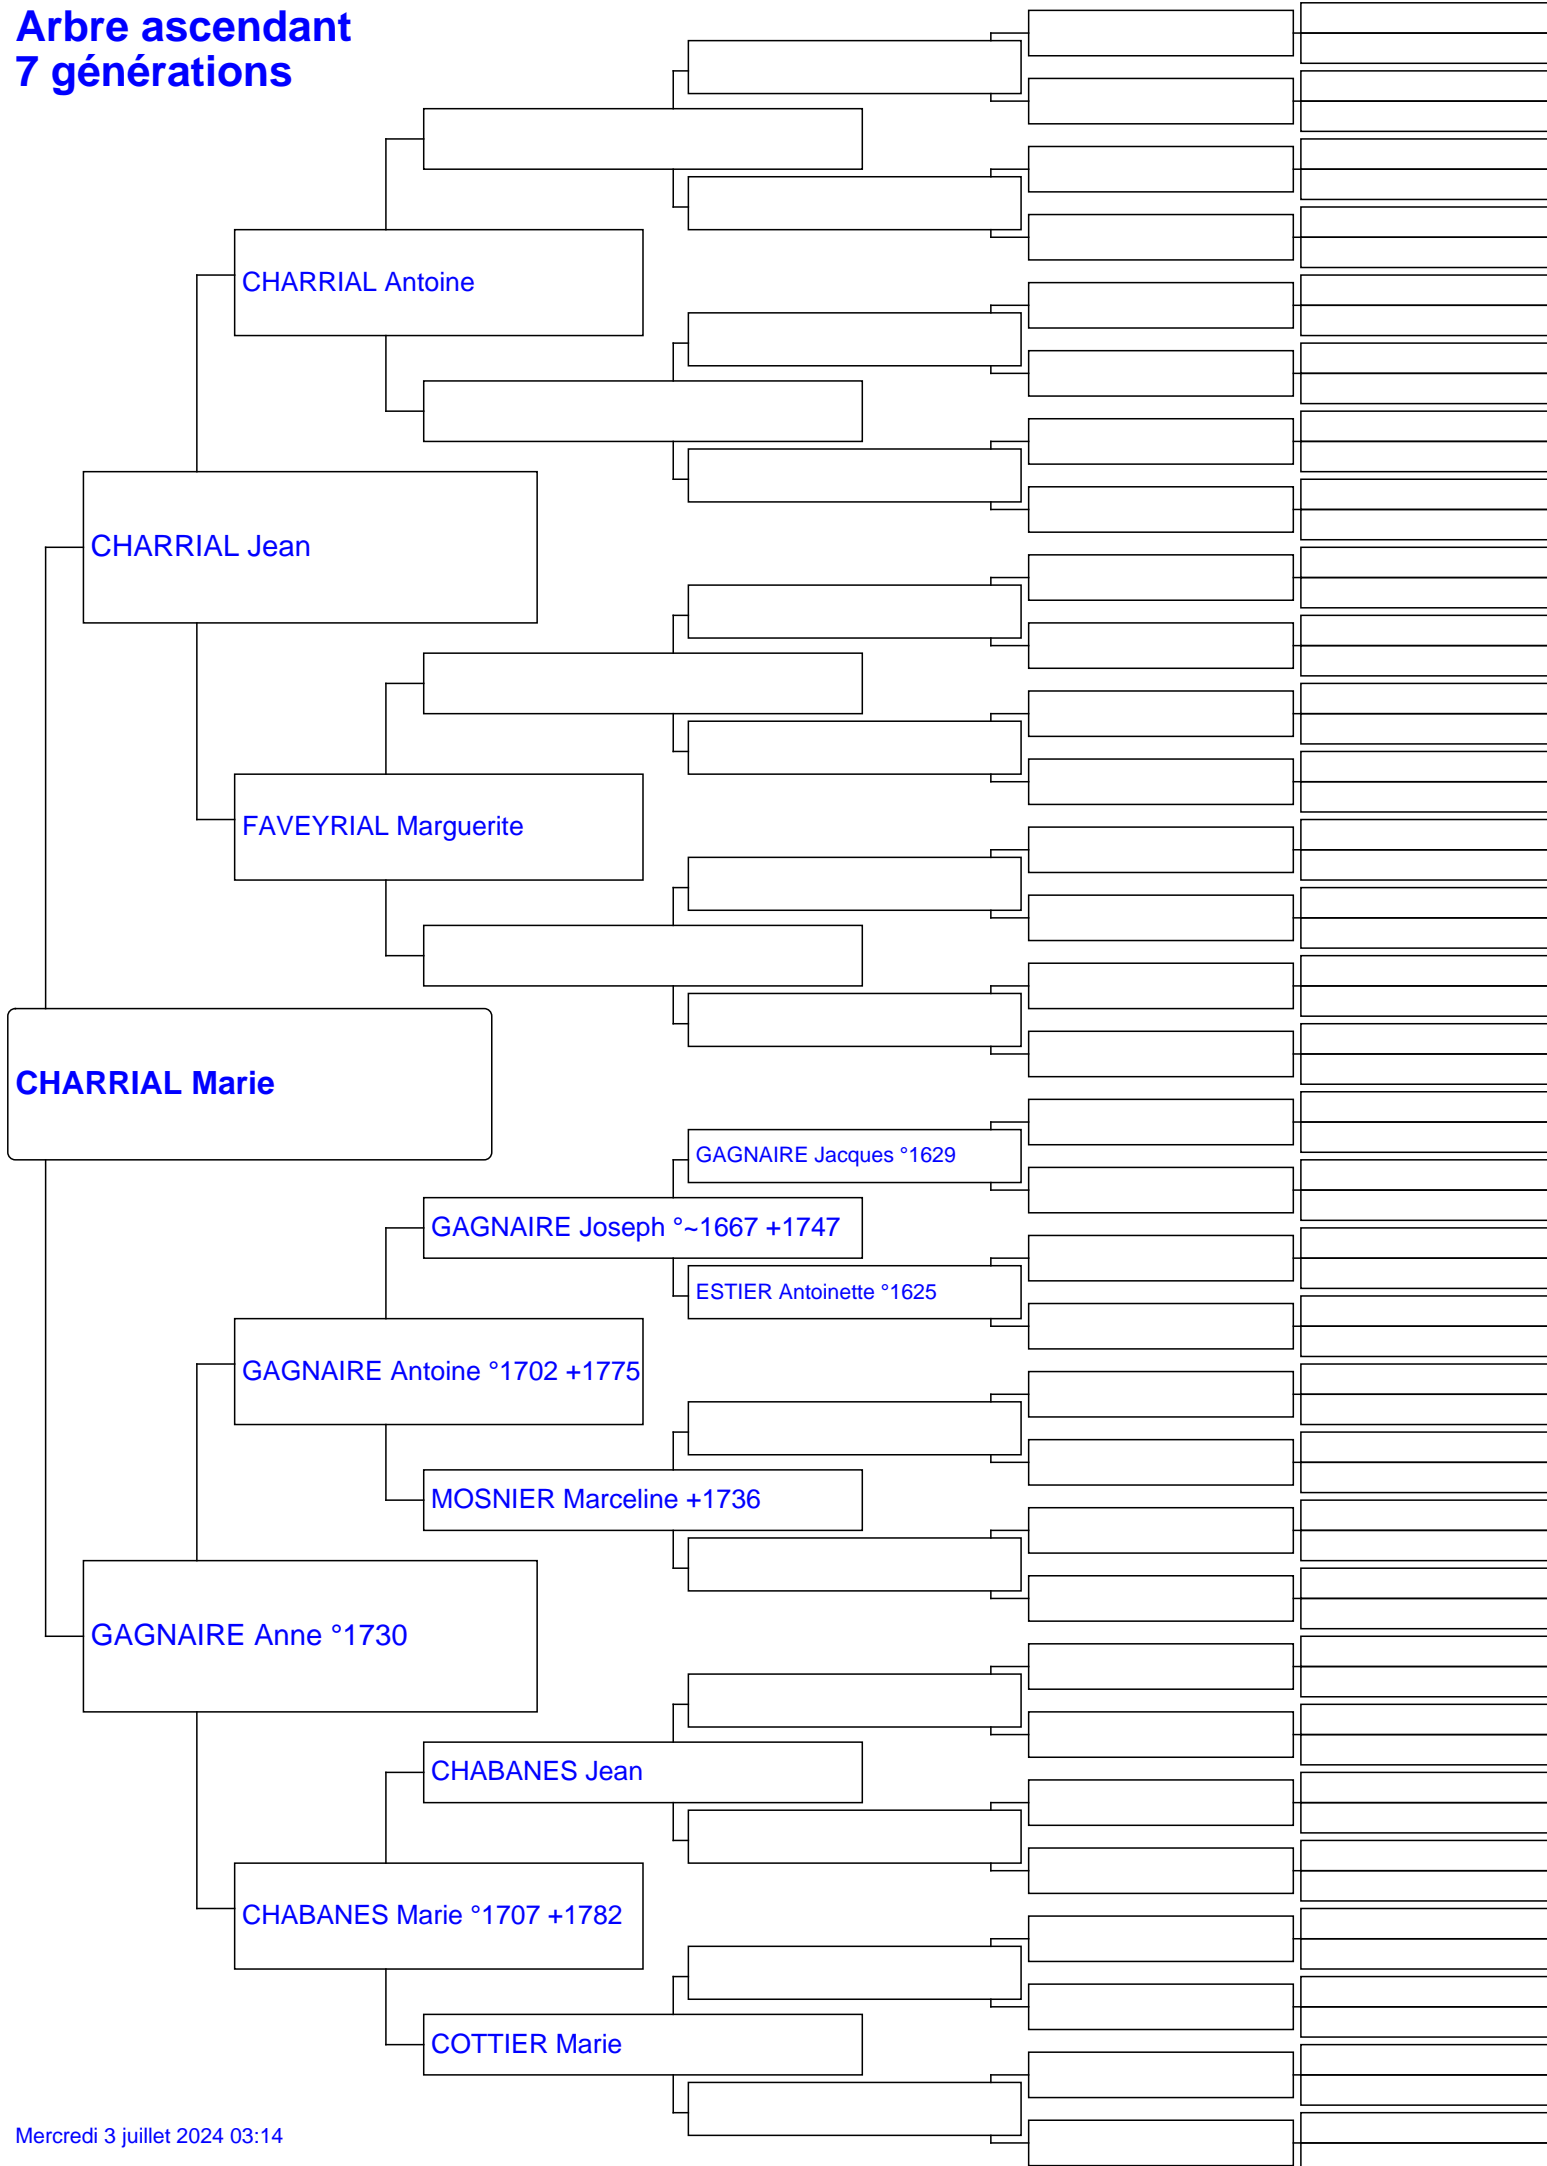 Arbre ascendant
7 générations
CHARRIAL Antoine
CHARRIAL Jean
FAVEYRIAL Marguerite
CHARRIAL Marie
GAGNAIRE Jacques °1629
GAGNAIRE Joseph °~1667 +1747
ESTIER Antoinette °1625
GAGNAIRE Antoine °1702 +1775
MOSNIER Marceline +1736
GAGNAIRE Anne °1730
CHABANES Jean
CHABANES Marie °1707 +1782
COTTIER Marie
Mercredi 3 juillet 2024 03:14